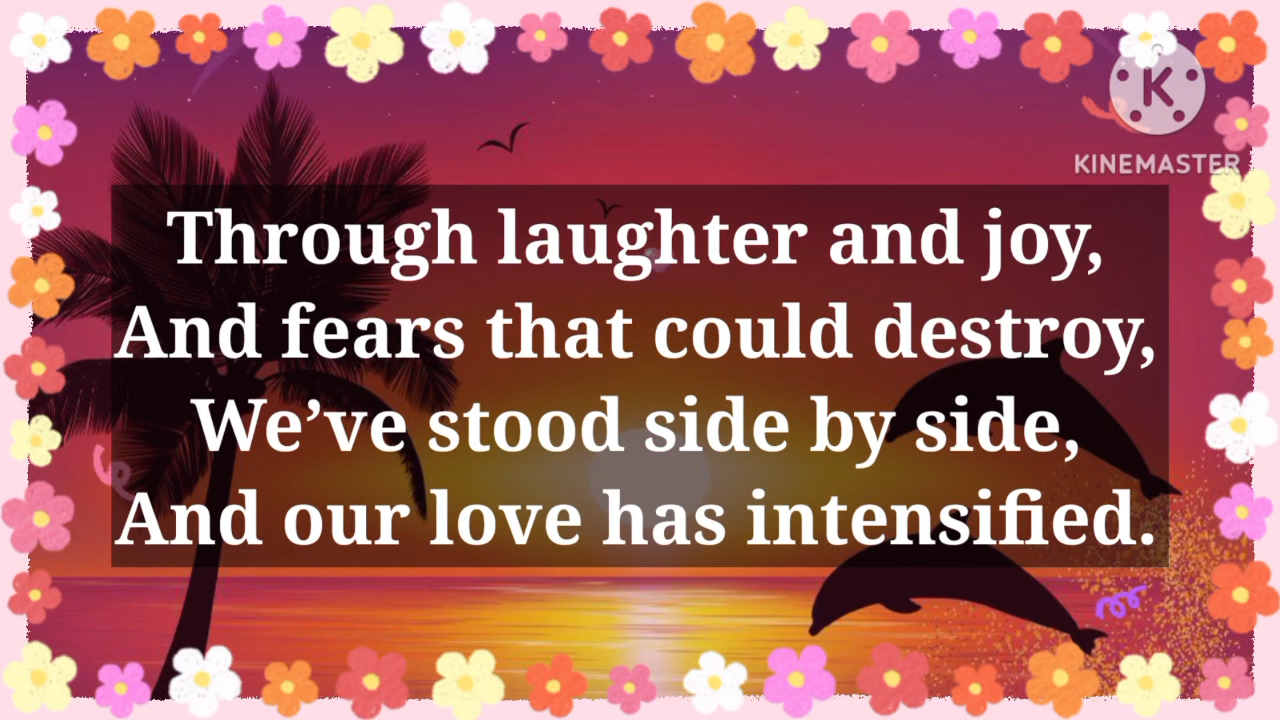 K
KINEMASTER
Through laughter and joy,
And fears that could destroy,
We’ve stood side by side,
And our love has intensified.